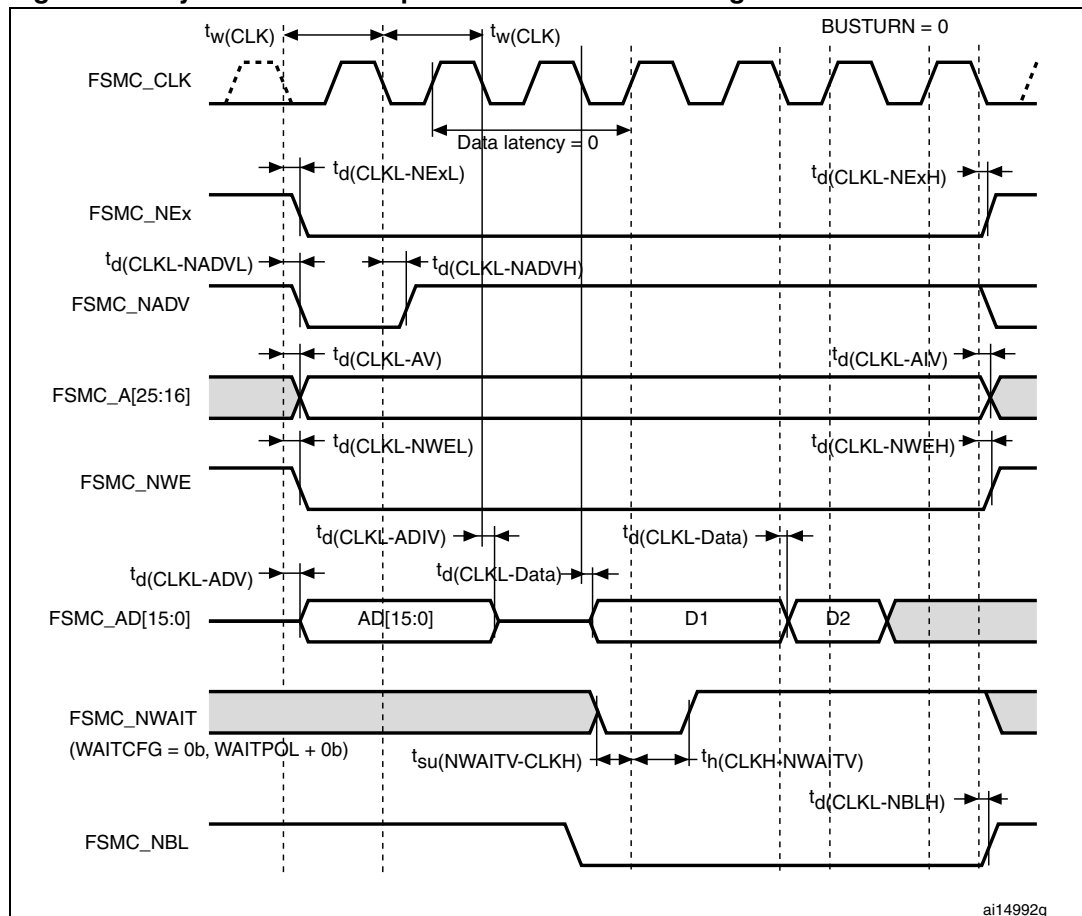 tw(CLK) tw(CLK) BUSTURN = 0
FSMC_CLK
Data latency = 0
td(CLKL-NExL) td(CLKL-NExH)
FSMC_NEx
td(CLKL-NADVL) td(CLKL-NADVH)
FSMC_NADV
td(CLKL-AV) td(CLKL-AIV)
FSMC_A[25:16]
td(CLKL-NWEL) td(CLKL-NWEH)
FSMC_NWE
td(CLKL-ADIV) td(CLKL-Data)
td(CLKL-ADV) td(CLKL-Data)
FSMC_AD[15:0] AD[15:0] D1 D2
FSMC_NWAIT
(WAITCFG = 0b, WAITPOL + 0b)
tsu(NWAITV-CLKH) th(CLKH-NWAITV)
td(CLKL-NBLH)
FSMC_NBL
ai14992g